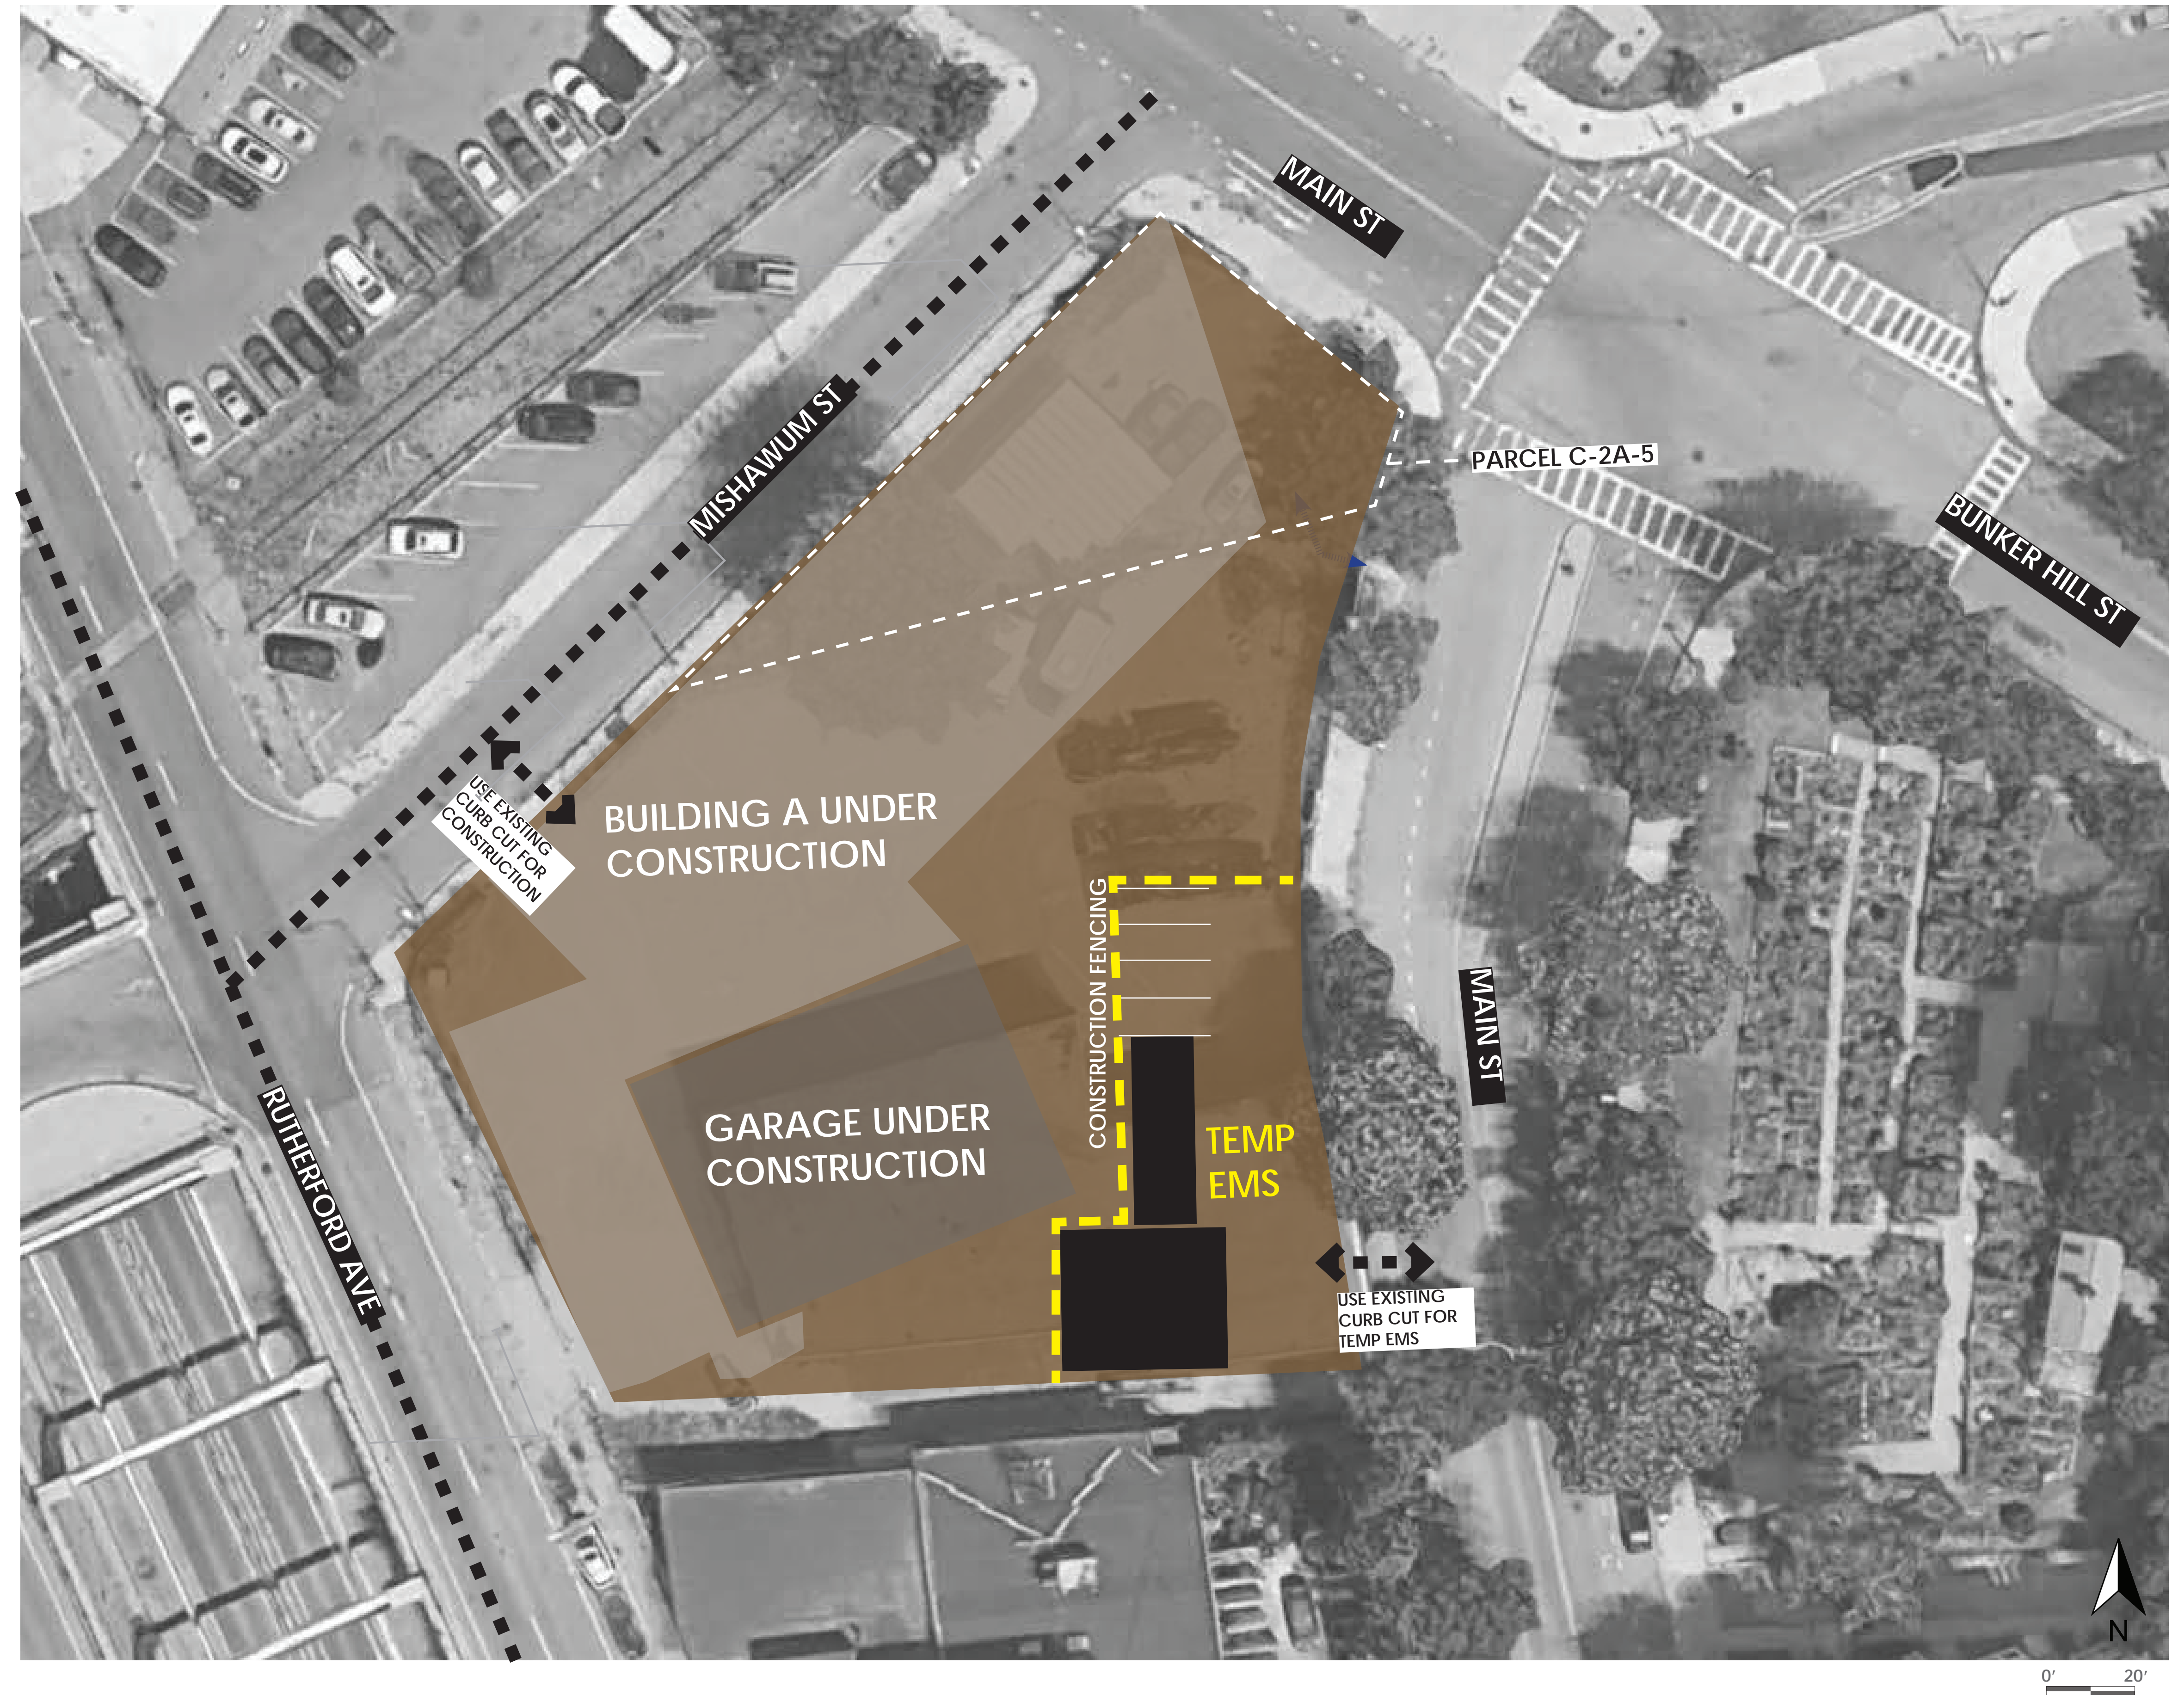 MAIN ST
PARCEL C-2A-5
MISHAWUM ST
BUNKER HILL ST
USE EXISTING
CURB CUT FOR
CONSTRUCTION
BUILDING A UNDER
CONSTRUCTION
CONSTRUCTION FENCING
MAIN ST
RUTHERFORD AVE
GARAGE UNDER
CONSTRUCTION
TEMP
EMS
USE EXISTING
CURB CUT FOR
TEMP EMS
N
0' 20'